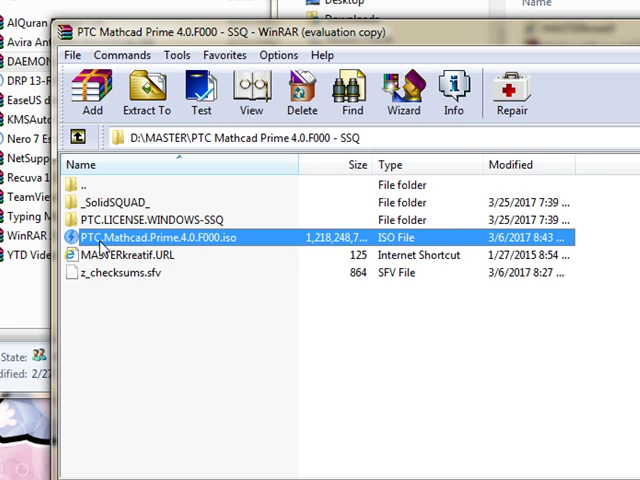 Desktop
Name
AlQuran
Avira Ant
DAEMON
DRP 13-R
EaseUS d
KMSAuto
Nero 7 Es
NetSupp
Recuva 1
TeamView
Typing M
WinRAR
YTD Video
State:
dified: 2/27
PTC Mathcad Prime 4.0.F000 - SSQ - WinRAR (evaluation copy)
File Commands Tools Favorites Options Help
Add Extract To Test View Delete Find Wizard Info Repair
D:\MASTER\PTC Mathcad Prime 4.0.F000 - SSQ
Name Size Type Modified
.. File folder
_SolidSQUAD_ File folder 3/25/2017 7:39 ...
PTC.LICENSE.WINDOWS-SSQ File folder 3/25/2017 7:39 ...
PTC.Mathcad.Prime.4.0.F000.iso 1,218,248,7... ISO File 3/6/2017 8:43 ...
MASTERkreatif.URL 125 Internet Shortcut 1/27/2015 8:54 ...
z_checksums.sfv 864 SFV File 3/6/2017 8:27 ...